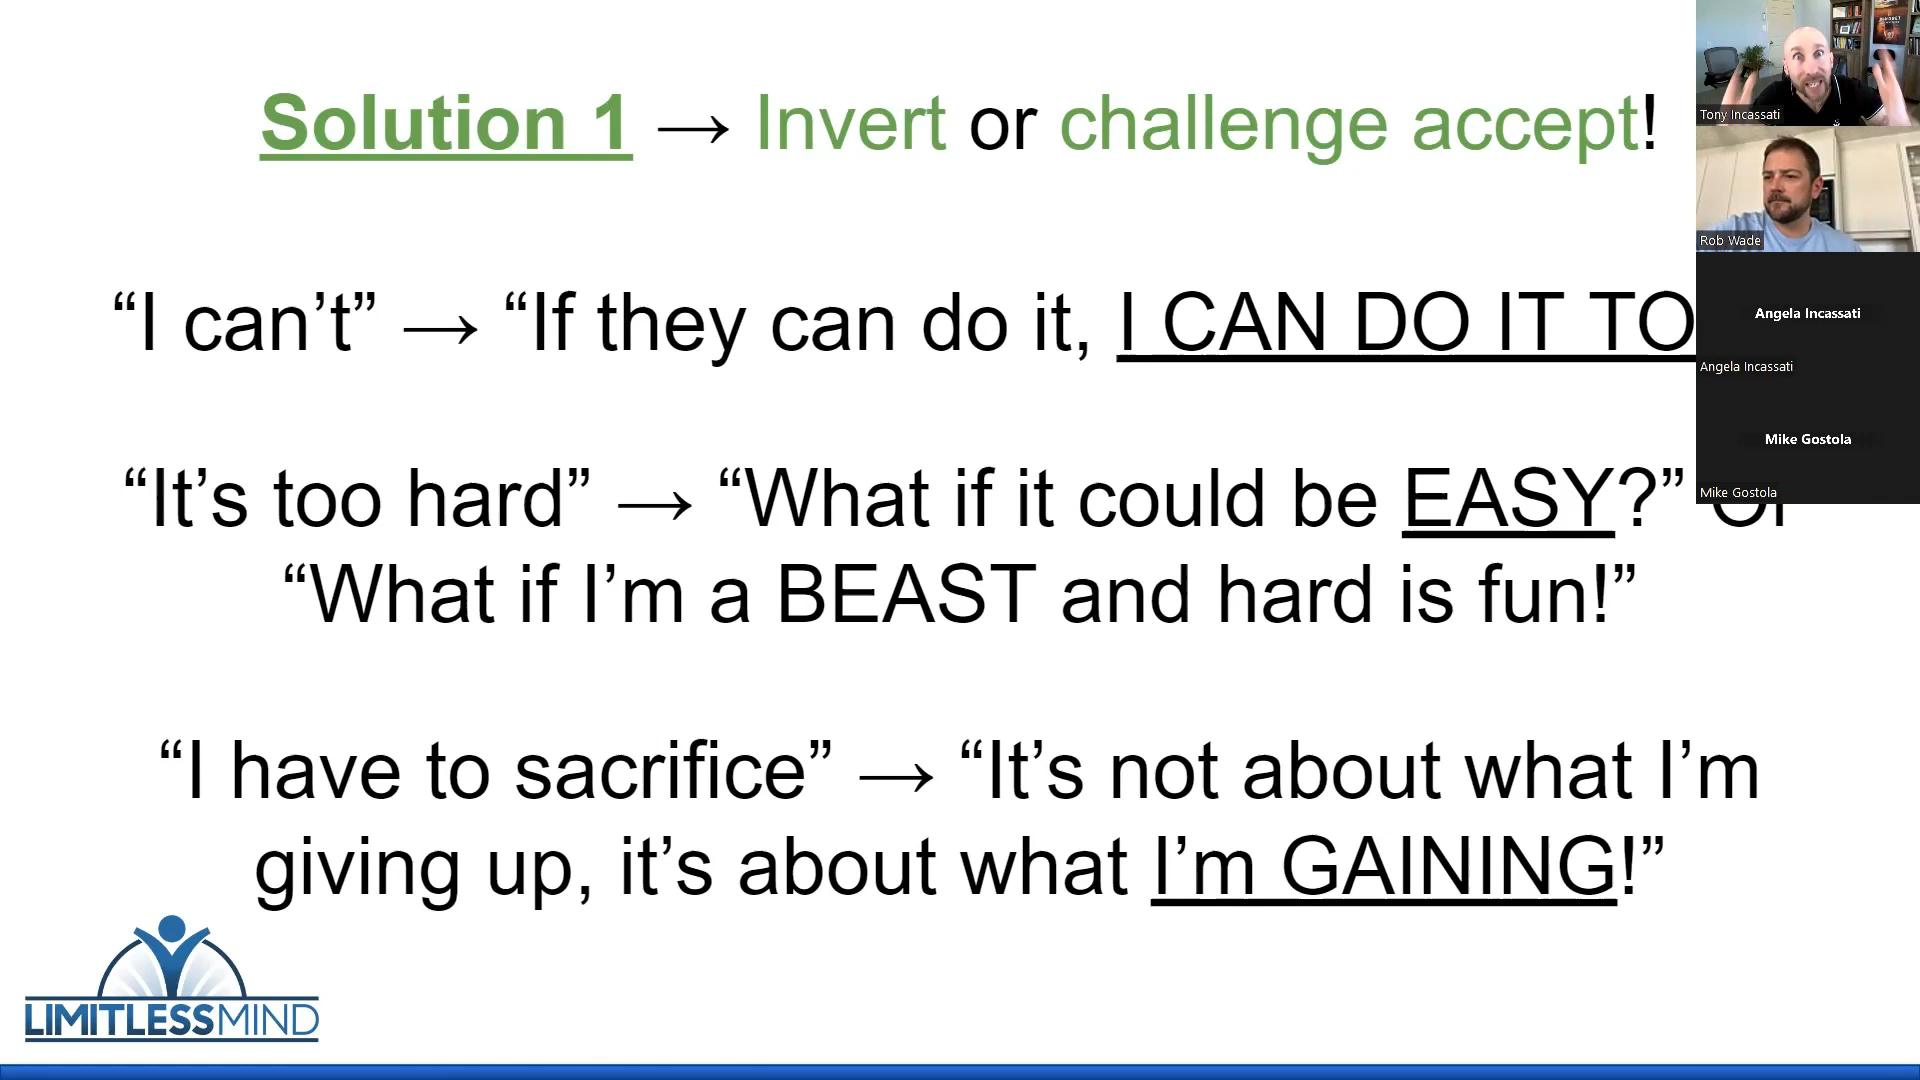 Solution 1 → Invert or challenge accept!
“I can’t” → “If they can do it, I CAN DO IT TO
“It’s too hard” → “What if it could be EASY?” Or
“What if I’m a BEAST and hard is fun!”
“I have to sacrifice” → “It’s not about what I’m
giving up, it’s about what I’m GAINING!”
LIMITLESSMIND
Tony Incassati
Rob Wade
Angela Incassati
Angela Incassati
Mike Gostola
Mike Gostola